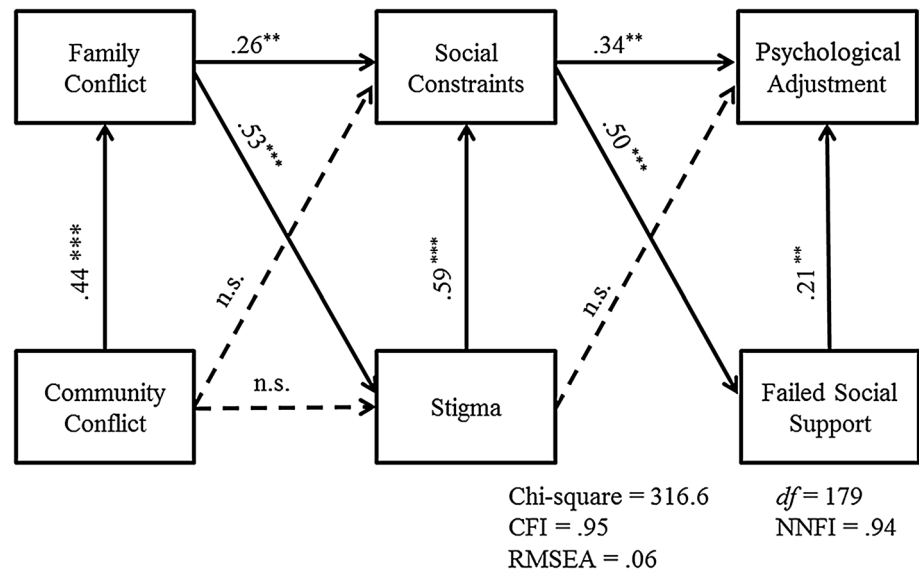 Family
Conflict
.26**
Social
Constraints
.34**
Psychological
Adjustment
.53***
.50***
.44***
n.s.
.59***
n.s.
.21**
Community
Conflict
n.s.
Stigma
Failed Social
Support
Chi-square = 316.6
df = 179
CFI = .95
NNFI = .94
RMSEA = .06